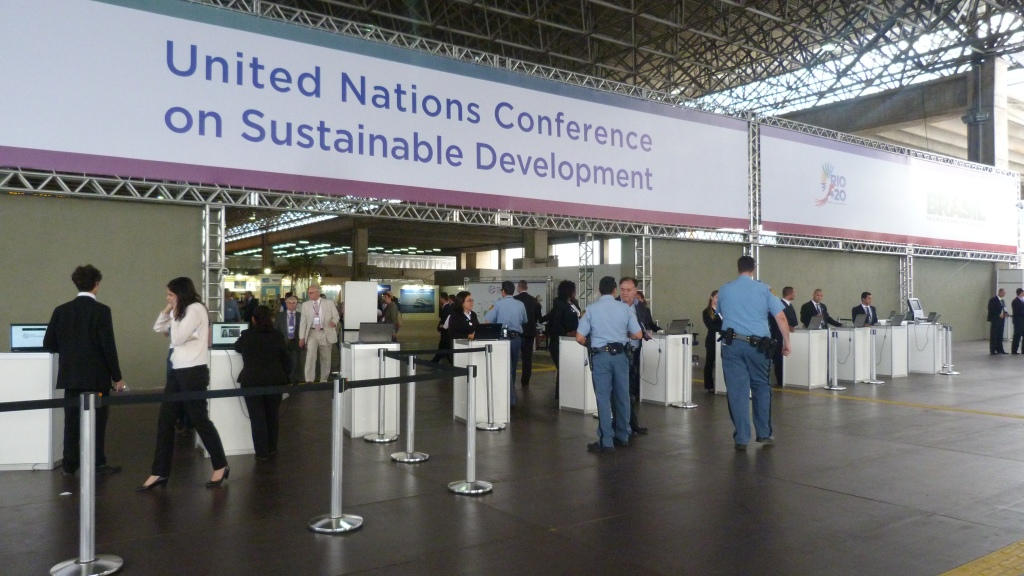 United Nations Conference
on Sustainable Development
RIO
+20
BRASIL